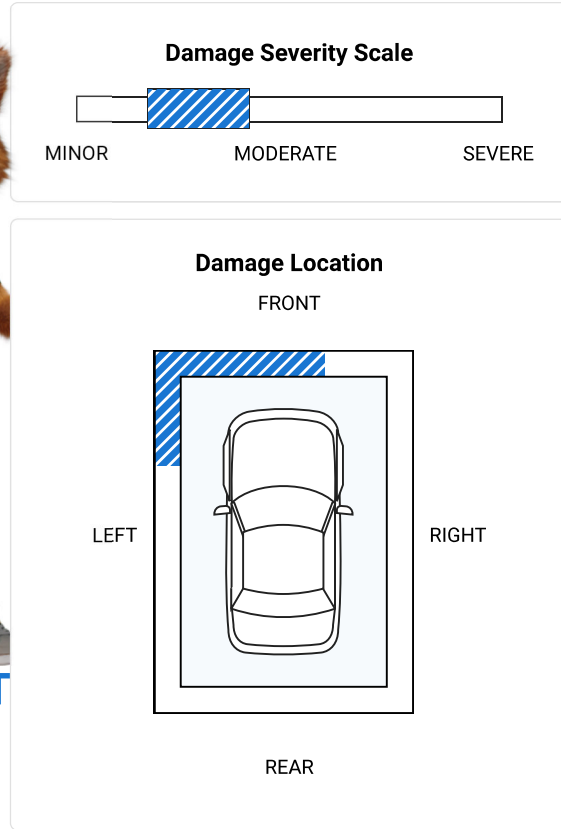 Damage Severity Scale
MINOR MODERATE SEVERE
Damage Location
FRONT
LEFT RIGHT
REAR